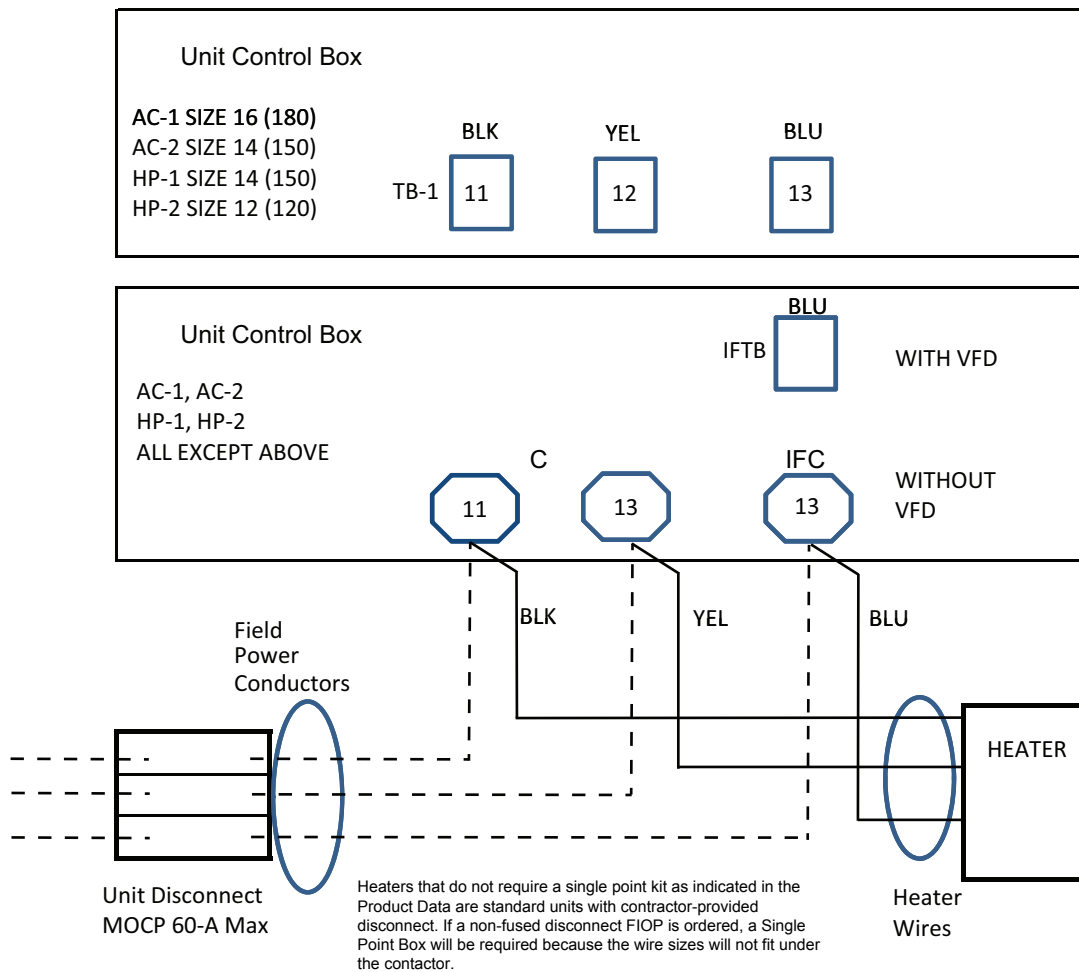 Unit Control Box
AC-1 SIZE 16 (180)
AC-2 SIZE 14 (150)
HP-1 SIZE 14 (150)
HP-2 SIZE 12 (120)
BLK
YEL
BLU
TB-1
11
12
13
Unit Control Box
AC-1, AC-2
HP-1, HP-2
ALL EXCEPT ABOVE
BLU
IFTB
WITH VFD
C
IFC
11
13
13
WITHOUT
VFD
BLK
YEL
BLU
Field
Power
Conductors
HEATER
Unit Disconnect
MOCP 60-A Max
Heaters that do not require a single point kit as indicated in the
Product Data are standard units with contractor-provided
disconnect. If a non-fused disconnect FIOP is ordered, a Single
Point Box will be required because the wire sizes will not fit under
the contactor.
Heater
Wires